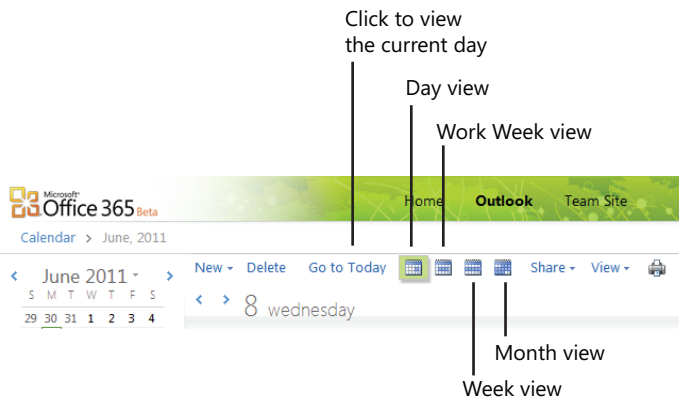 Click to view
the current day
Day view
Work Week view
Microsoft®
Office 365 Beta
Home Outlook Team Site
Calendar > June, 2011
< June 2011 >
New Delete Go to Today Share View
S M T W T F S
< > 8 wednesday
29 30 31 1 2 3 4
Month view
Week view